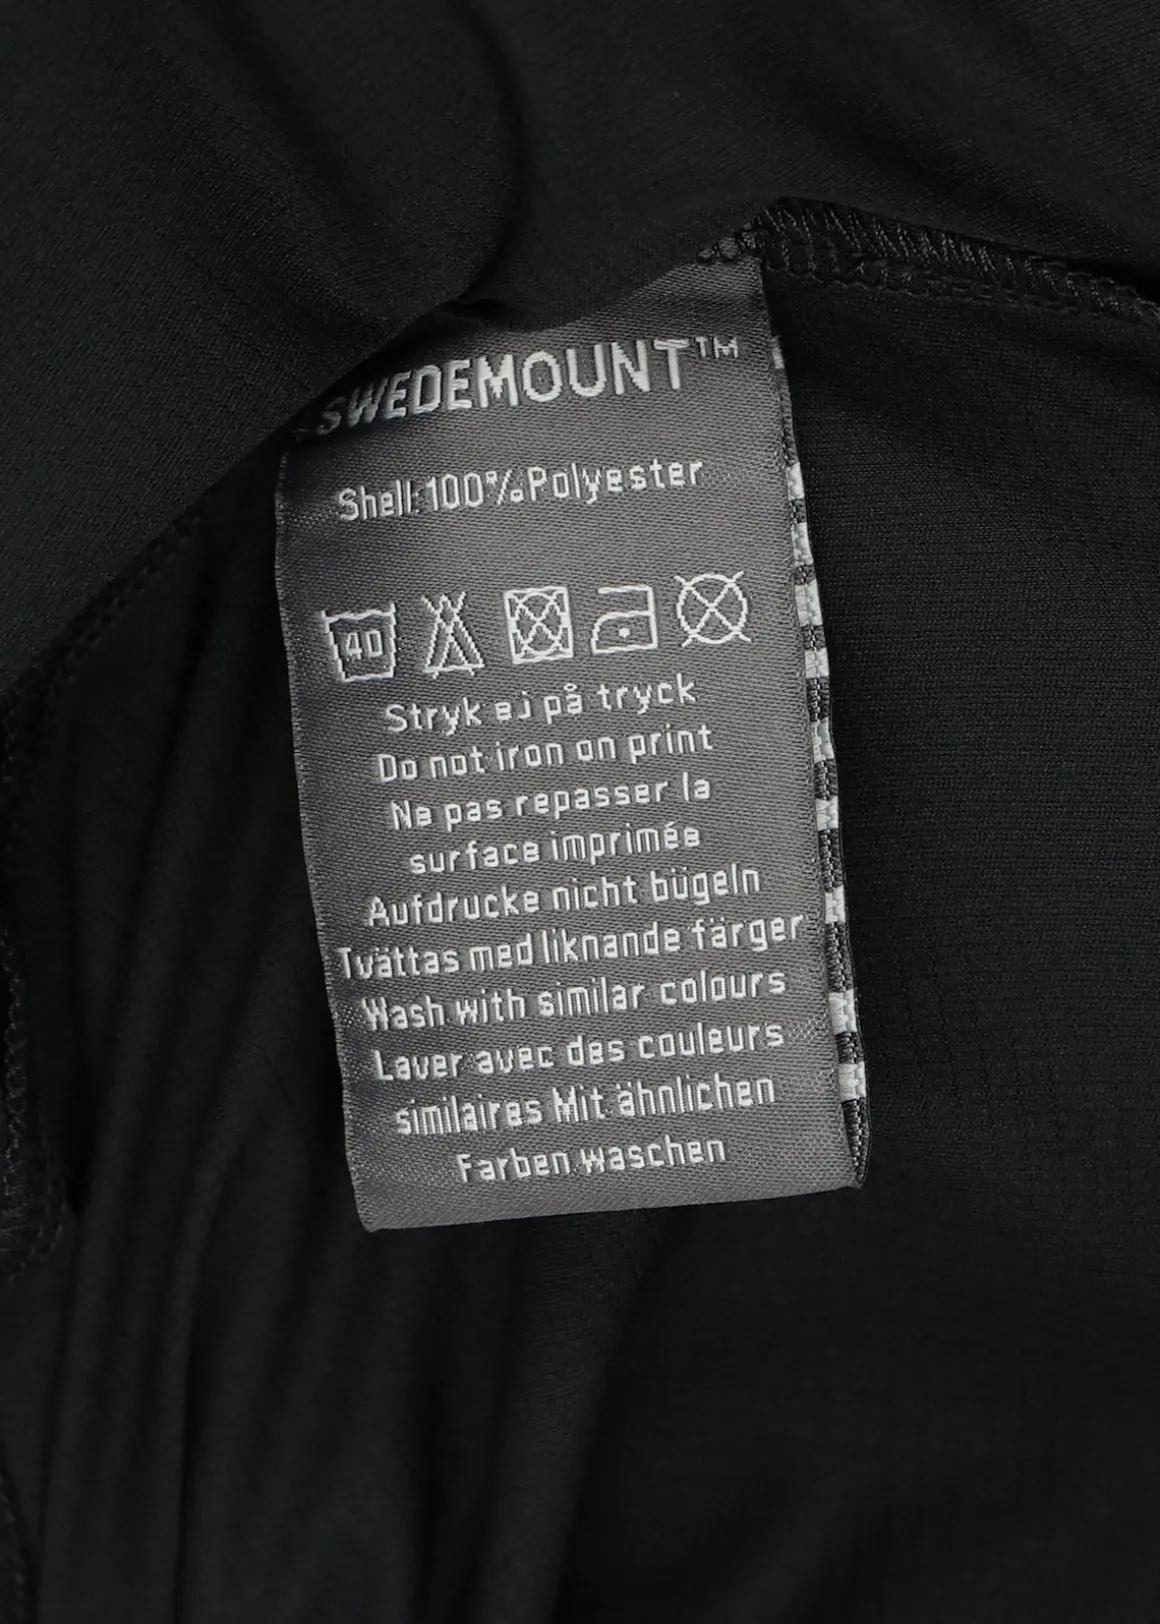 SWEDEMOUNT™
Shell:100%Polyester
40
Stryk ej på tryck
Do not iron on print
Ne pas repasser la
surface imprimée
Aufdrucke nicht bügeln
Tvättas med liknande färger
Wash with similar colours
Laver avec des couleurs
similaires Mit ähnlichen
Farben waschen